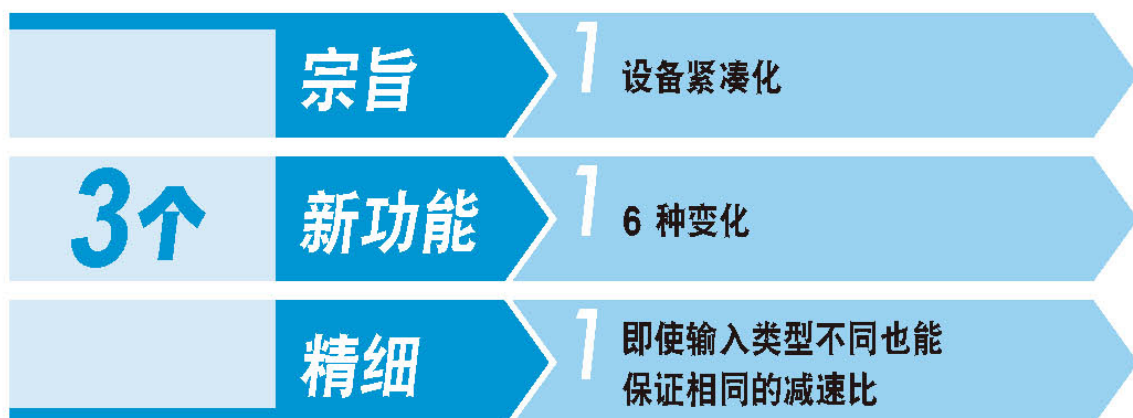 宗旨
1
设备紧凑化
3个
新功能
1
6 种变化
精细
1
即使输入类型不同也能
保证相同的减速比